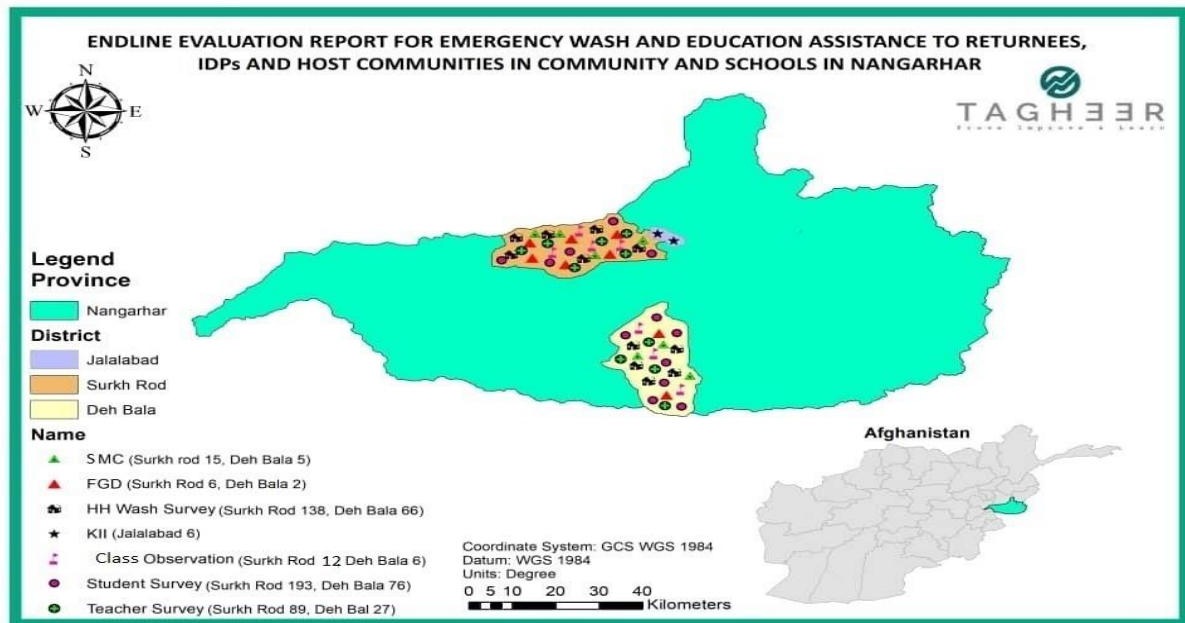 ENDLINE EVALUATION REPORT FOR EMERGENCY WASH AND EDUCATION ASSISTANCE TO RETURNEES,
IDPs AND HOST COMMUNITIES IN COMMUNITY AND SCHOOLS IN NANGARHAR
N
W E
S
TAGHEER
Prove Improve & Learn
Legend
Province
Nangarhar
District
Jalalabad
Surkh Rod
Deh Bala
Name
SMC (Surkh rod 15, Deh Bala 5)
FGD (Surkh Rod 6, Deh Bala 2)
HH Wash Survey (Surkh Rod 138, Deh Bala 66)
KII (Jalalabad 6)
Class Observation (Surkh Rod 12 Deh Bala 6)
Student Survey (Surkh Rod 193, Deh Bala 76)
Teacher Survey (Surkh Rod 89, Deh Bal 27)
Coordinate System: GCS WGS 1984
Datum: WGS 1984
Units: Degree
0 5 10 20 30 40
Kilometers
Afghanistan